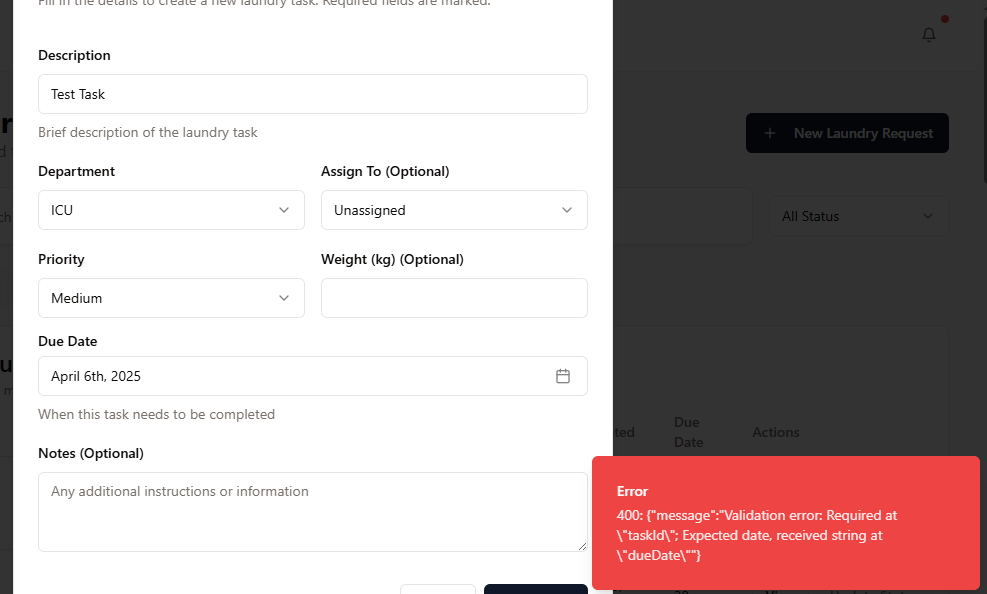 Fill in the details to create a new laundry task. Required fields are marked.
Description
Test Task
Brief description of the laundry task
New Laundry Request
Department
Assign To (Optional)
ICU
Unassigned
All Status
Priority
Weight (kg) (Optional)
Medium
Due Date
April 6th, 2025
When this task needs to be completed
Due
Date
Actions
Notes (Optional)
Any additional instructions or information
Error
400: {"message":"Validation error: Required at
\"taskId\"; Expected date, received string at
\"dueDate\""}